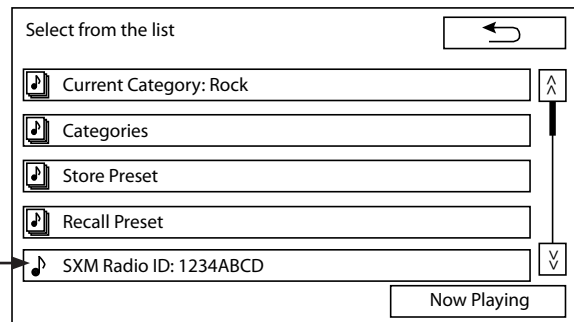 Select from the list
Current Category: Rock
Categories
Store Preset
Recall Preset
SXM Radio ID: 1234ABCD
Now Playing